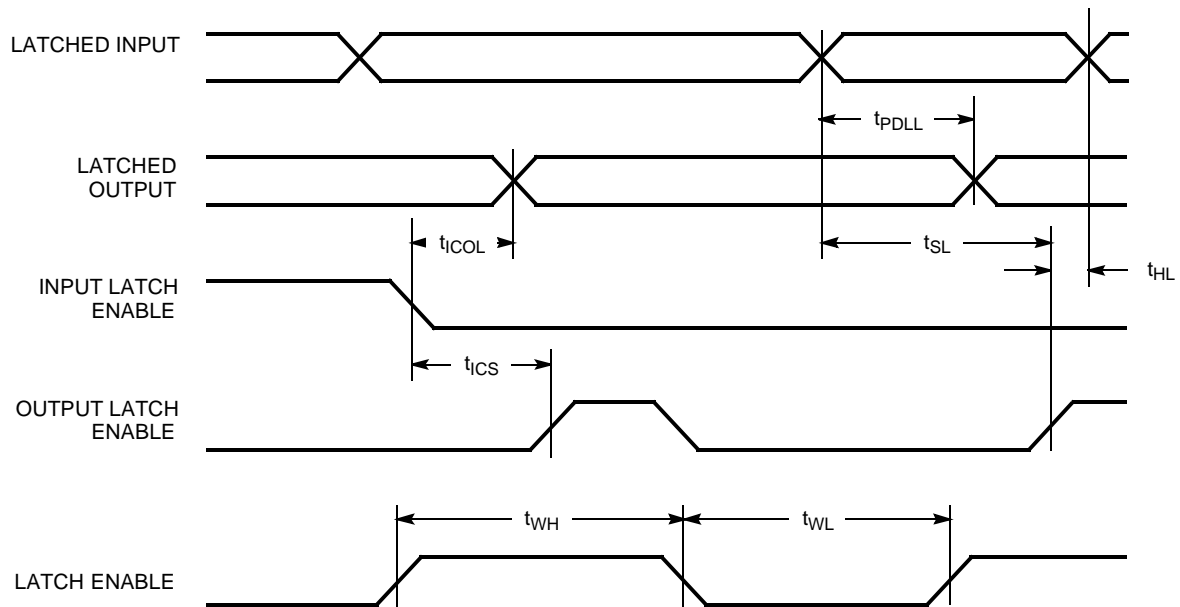 LATCHED INPUT
tPDLL
LATCHED
OUTPUT
tICOL
tSL
tHL
INPUT LATCH
ENABLE
tICS
OUTPUT LATCH
ENABLE
tWH
tWL
LATCH ENABLE